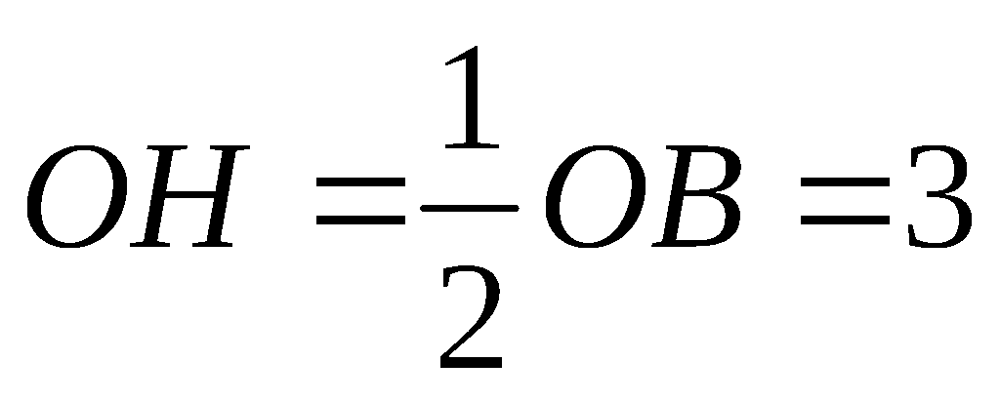 OH = 1/2 OB = 3